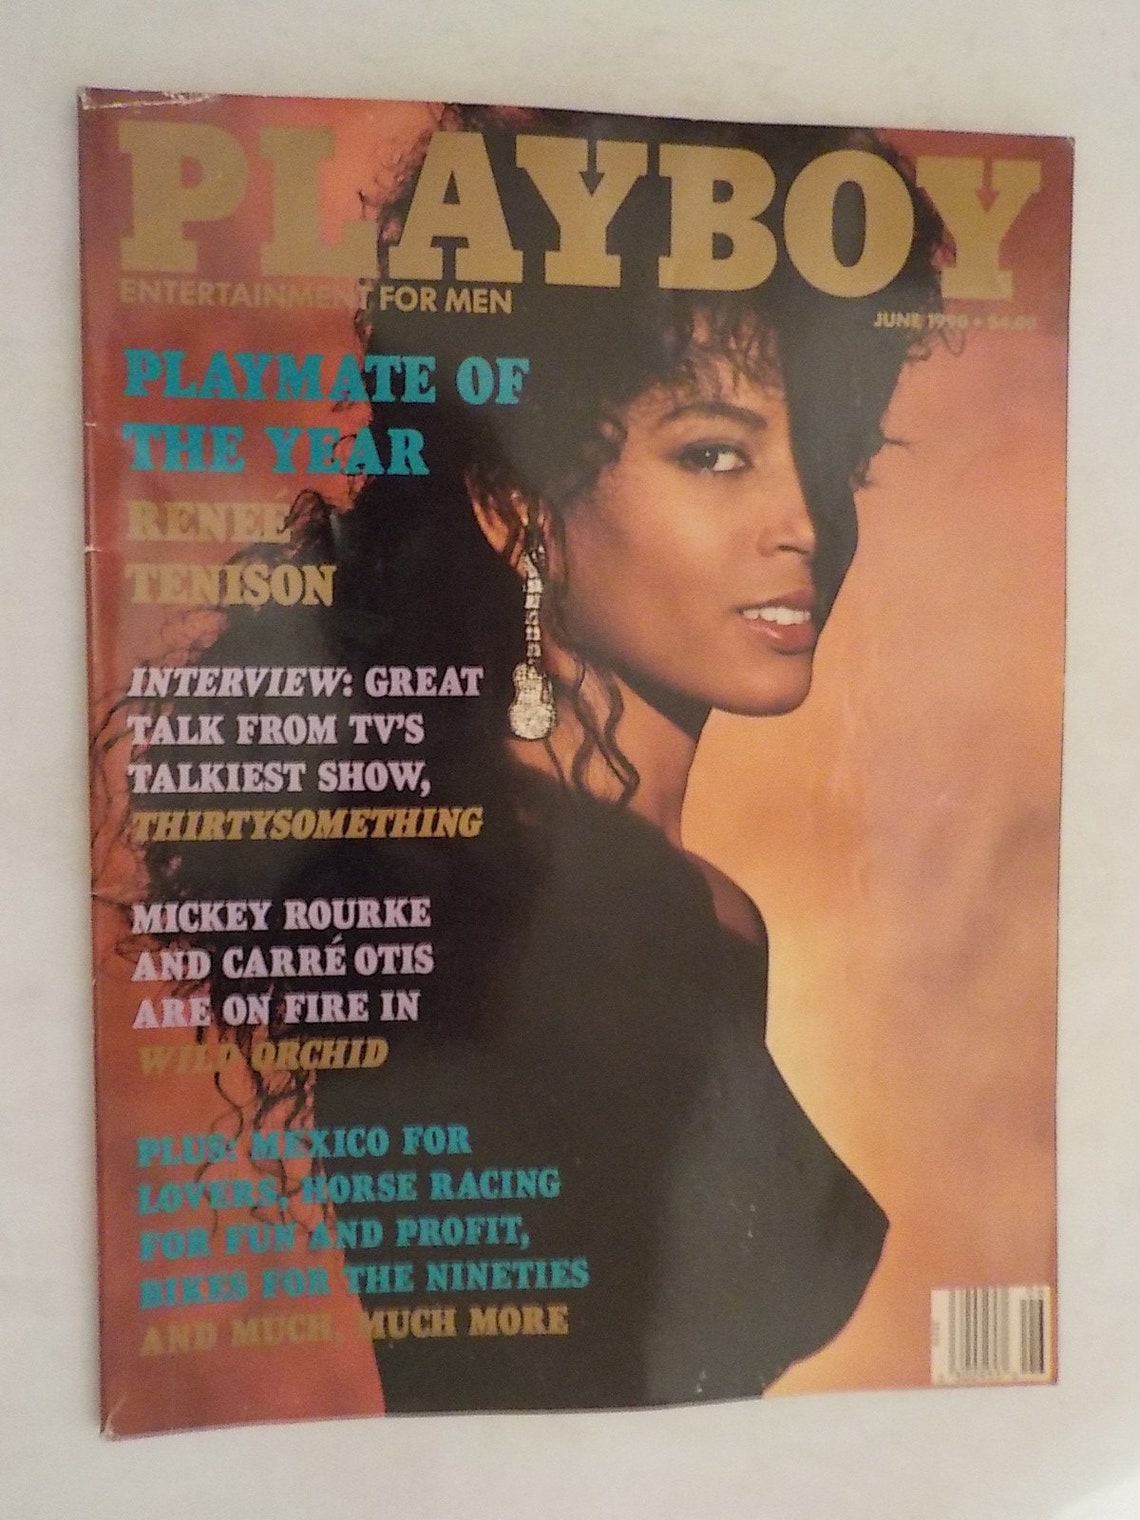 PLAYBOY
ENTERTAINMENT FOR MEN
JUNE 1990 • $4.00
PLAYMATE OF
THE YEAR
RENEÉ
TENISON
INTERVIEW: GREAT
TALK FROM TV'S
TALKIEST SHOW,
THIRTYSOMETHING
MICKEY ROURKE
AND CARRÉ OTIS
ARE ON FIRE IN
WILD ORCHID
PLUS: MEXICO FOR
LOVERS, HORSE RACING
FOR FUN AND PROFIT,
BIKES FOR THE NINETIES
AND MUCH, MUCH MORE